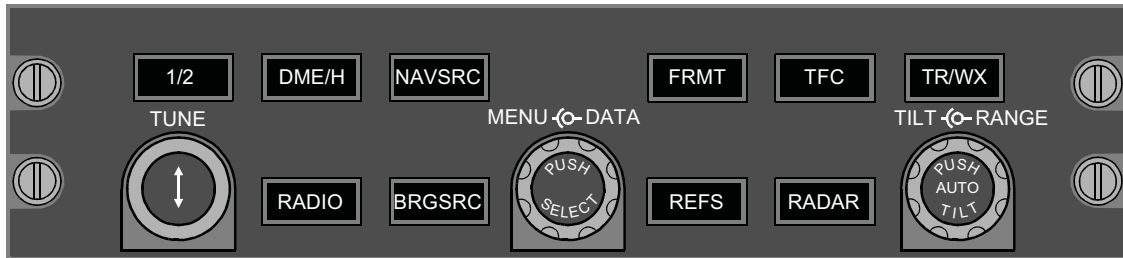 1/2 DME/H NAVSRC FRMT TFC TR/WX
TUNE MENU DATA TILT RANGE
PUSH SELECT
PUSH AUTO TILT
RADIO BRGSRC REFS RADAR